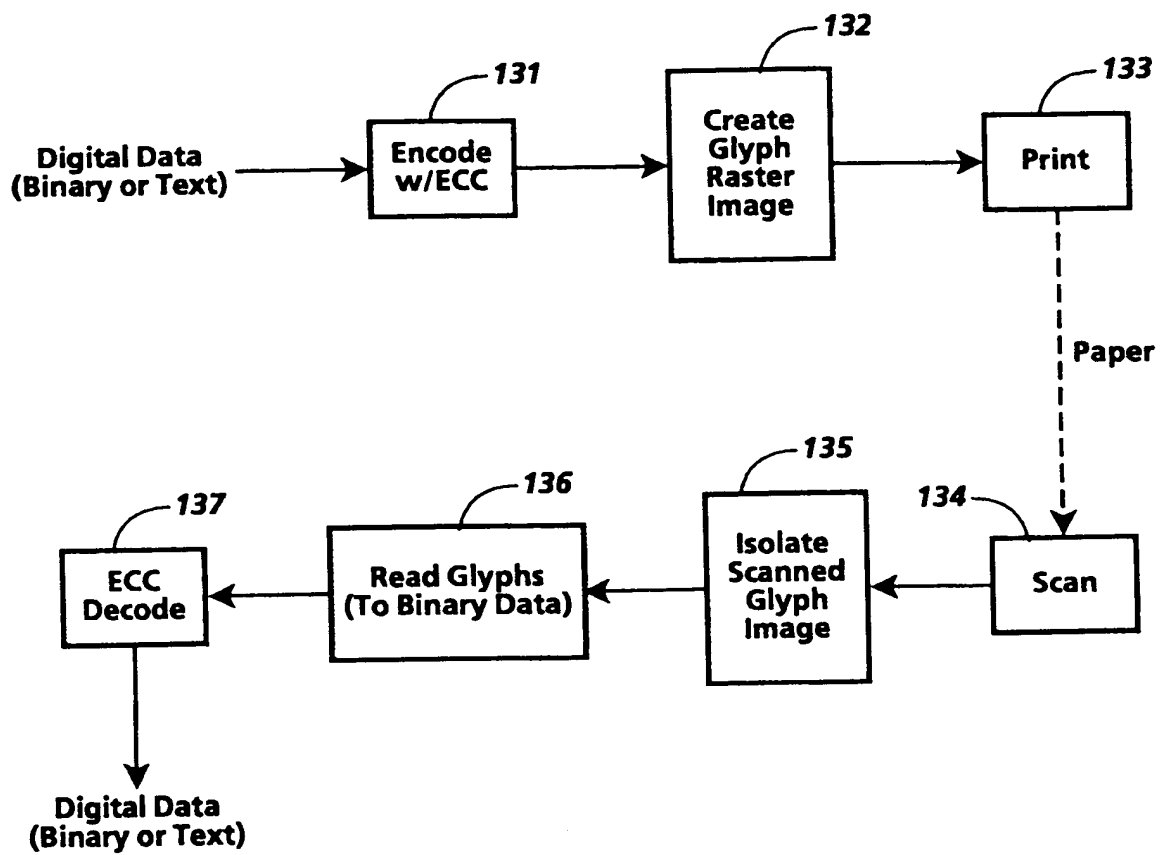 131
132
133
Digital Data
(Binary or Text)
Encode
w/ECC
Create
Glyph
Raster
Image
Print
Paper
137
136
135
134
ECC
Decode
Read Glyphs
(To Binary Data)
Isolate
Scanned
Glyph
Image
Scan
Digital Data
(Binary or Text)